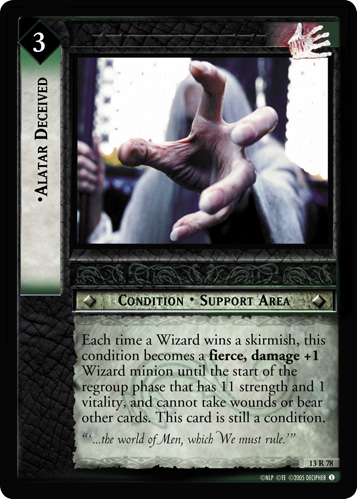 3
•Alatar Deceived
Condition • Support Area
Each time a Wizard wins a skirmish, this
condition becomes a fierce, damage +1
Wizard minion until the start of the
regroup phase that has 11 strength and 1
vitality, and cannot take wounds or bear
other cards. This card is still a condition.
“‘...the world of Men, which We must rule.’”
13 R 78
©NLP ©TE ©2005 DECIPHER